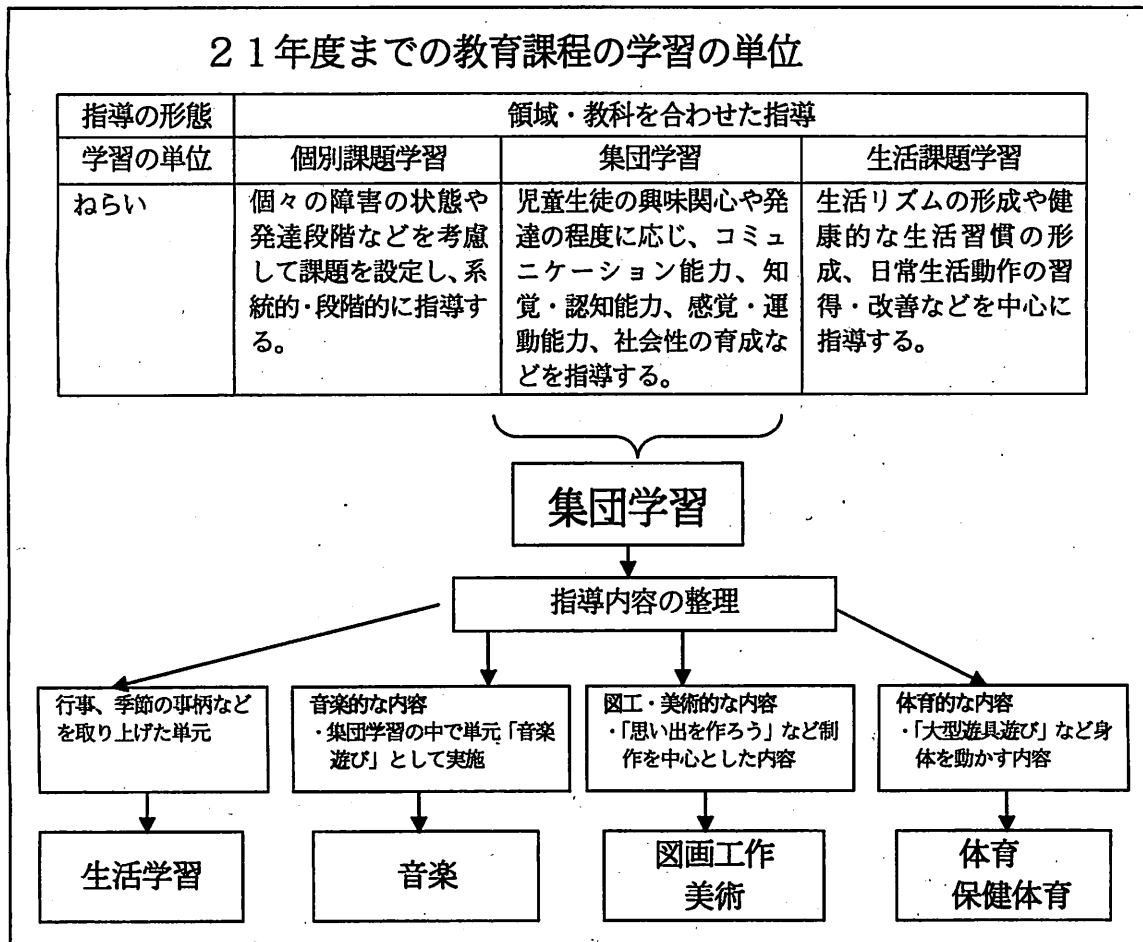 ２１年度までの教育課程の学習の単位
指導の形態
領域・教科を合わせた指導
学習の単位
個別課題学習
集団学習
生活課題学習
ねらい
個々の障害の状態や
発達段階などを考慮
して課題を設定し、系
統的・段階的に指導す
る。
児童生徒の興味関心や発
達の程度に応じ、コミュ
ニケーション能力、知
覚・認知能力、感覚・運
動能力、社会性の育成な
どを指導する。
生活リズムの形成や健
康的な生活習慣の形
成、日常生活動作の習
得・改善などを中心に
指導する。
集団学習
指導内容の整理
行事、季節の事柄など
を取り上げた単元
音楽的な内容
・集団学習の中で単元「音楽
遊び」として実施
図工・美術的な内容
・「思い出を作ろう」など制
作を中心とした内容
体育的な内容
・「大型遊具遊び」など身
体を動かす内容
生活学習
音楽
図画工作
美術
体育
保健体育